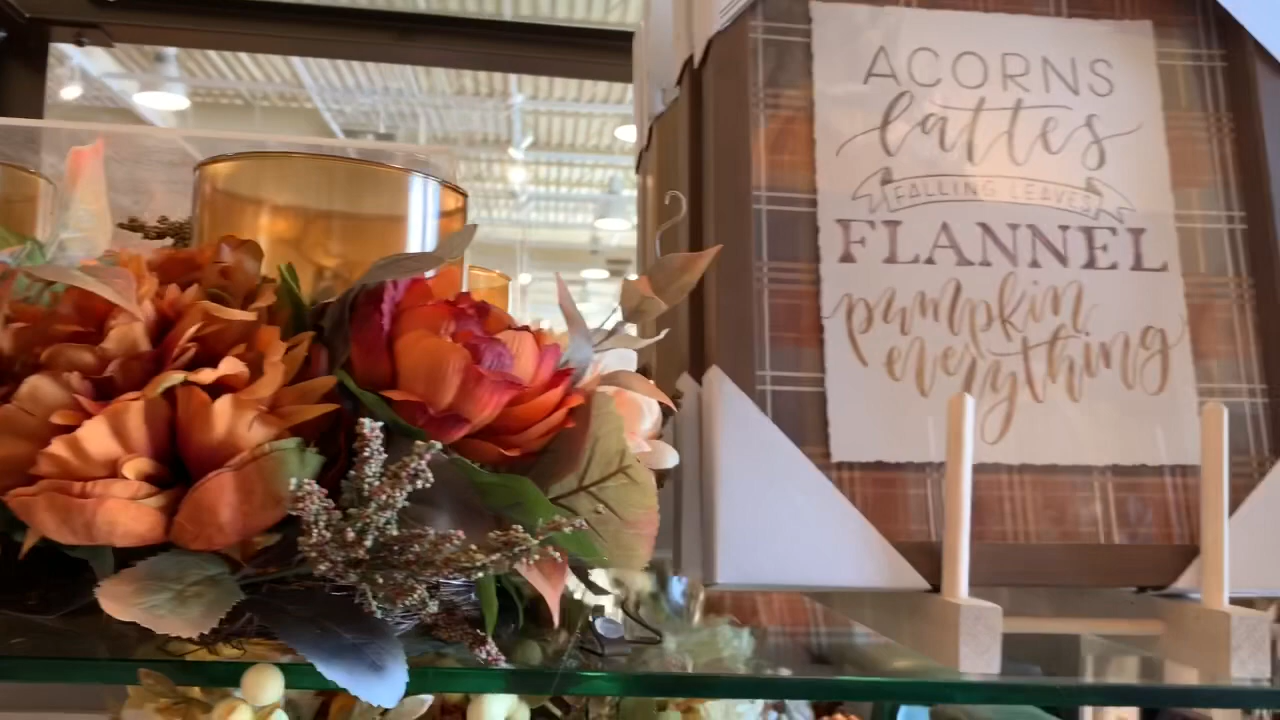 ACORNS
lattes
FALLING LEAVES
FLANNEL
pumpkin
everything